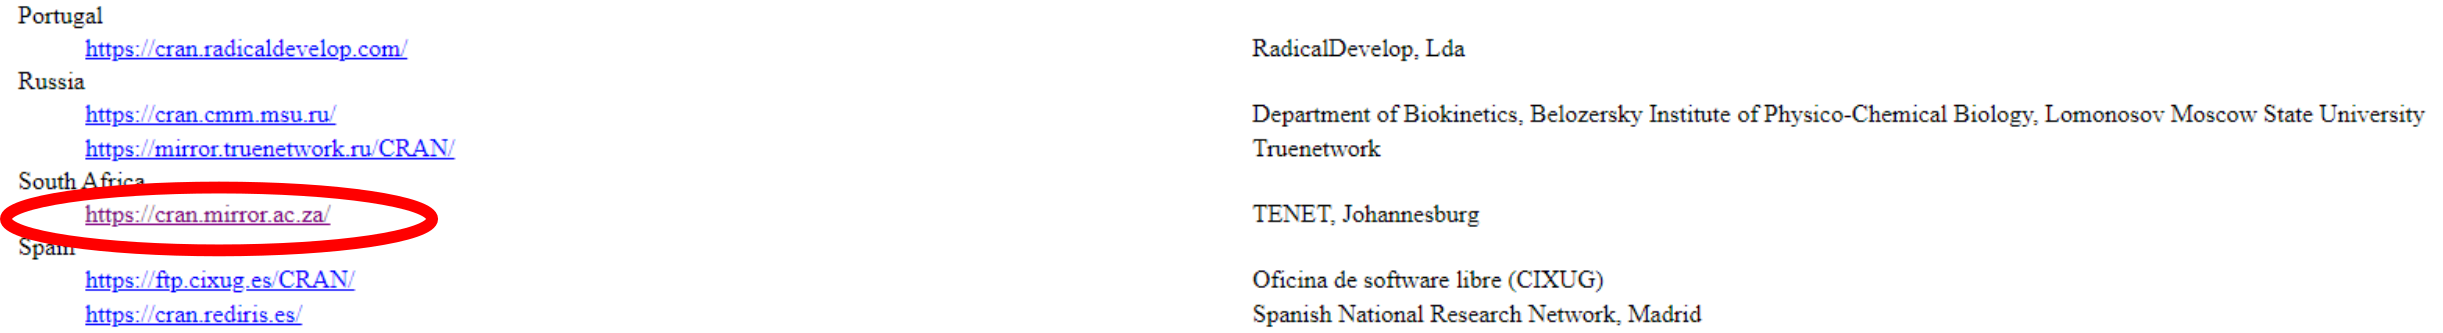 Portugal
https://cran.radicaldevelop.com/ RadicalDevelop, Lda
Russia
https://cran.cmm.msu.ru/ Department of Biokinetics, Belozersky Institute of Physico-Chemical Biology, Lomonosov Moscow State University
https://mirror.truenetwork.ru/CRAN/ Truenetwork
South Africa
https://cran.mirror.ac.za/ TENET, Johannesburg
Spain
https://ftp.cixug.es/CRAN/ Oficina de software libre (CIXUG)
https://cran.rediris.es/ Spanish National Research Network, Madrid